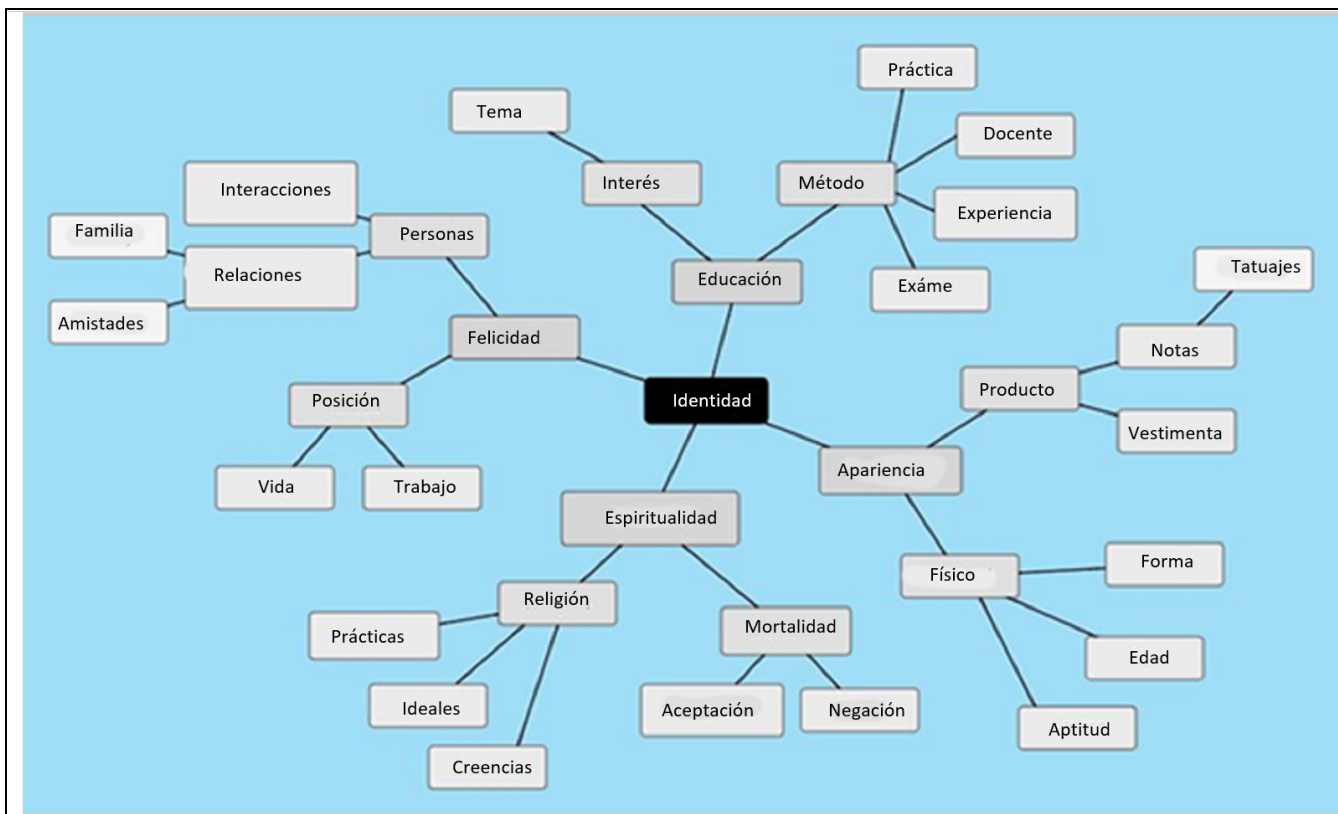 Práctica
Tema
Docente
Interacciones
Interés
Método
Experiencia
Familia
Personas
Relaciones
Educación
Exáme
Tatuajes
Amistades
Felicidad
Notas
Posición
Identidad
Producto
Vestimenta
Vida
Trabajo
Apariencia
Espiritualidad
Físico
Forma
Religión
Prácticas
Mortalidad
Edad
Ideales
Aceptación
Negación
Aptitud
Creencias